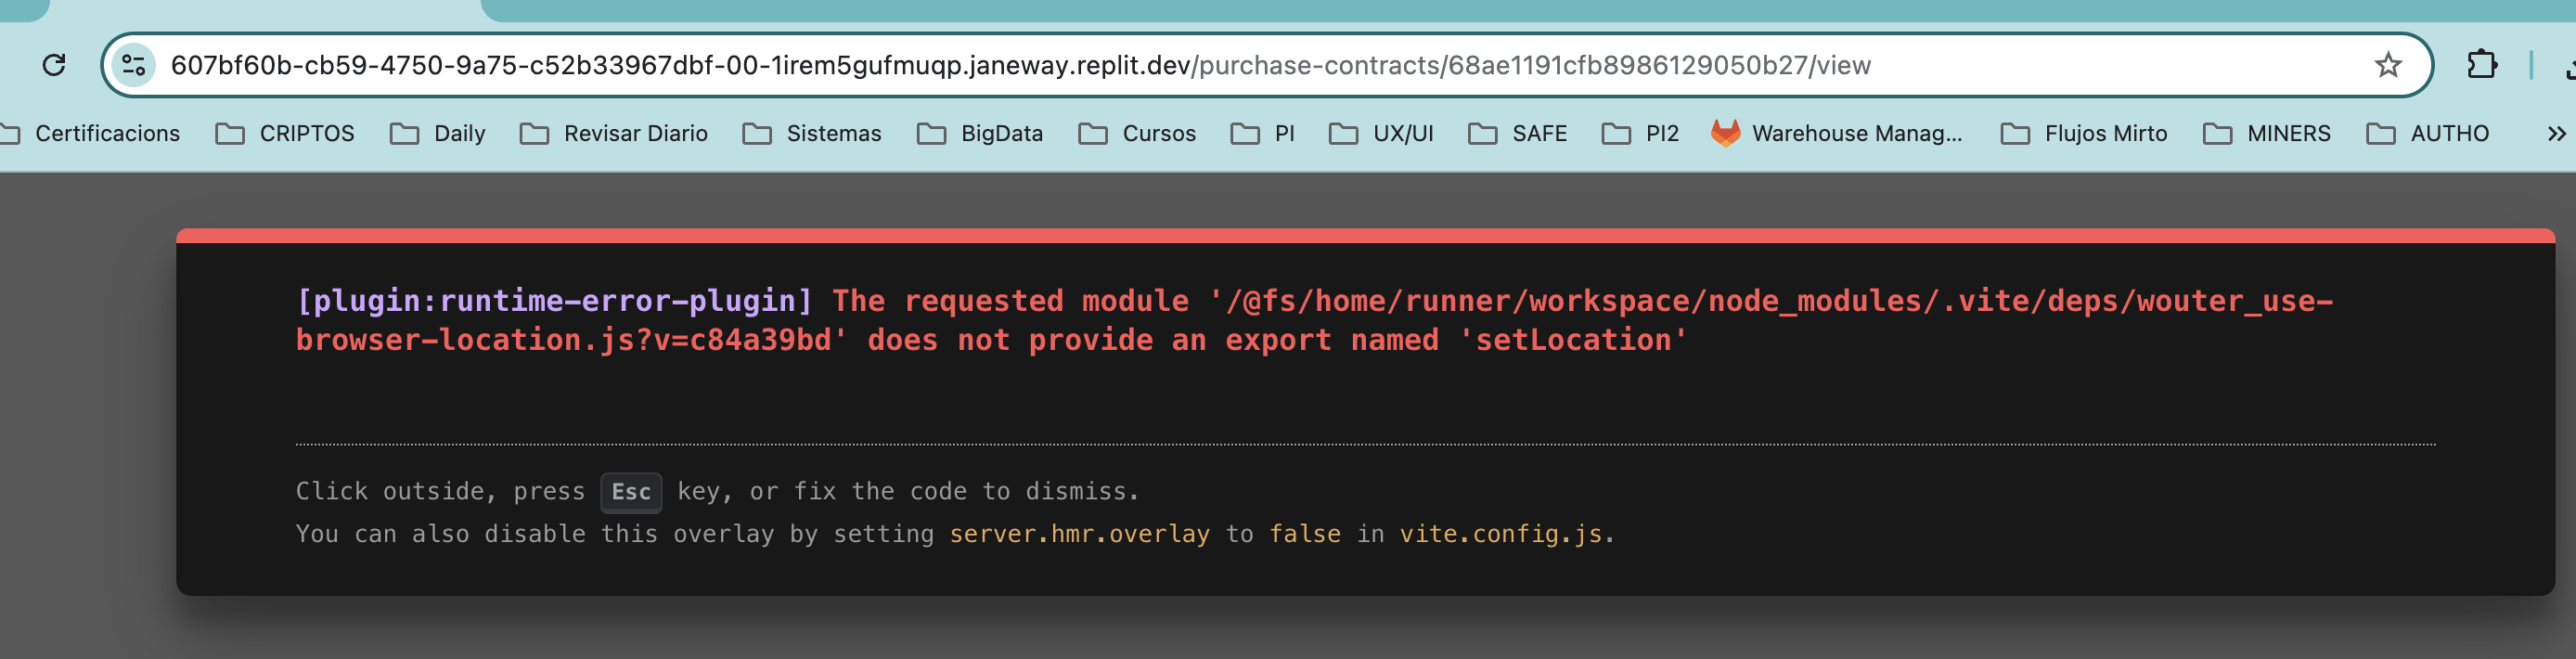 607bf60b-cb59-4750-9a75-c52b33967dbf-00-1irem5gufmuqp.janeway.replit.dev/purchase-contracts/68ae1191cfb8986129050b27/view
Certificacions CRIPTOS Daily Revisar Diario Sistemas BigData Cursos PI UX/UI SAFE PI2 Warehouse Manag... Flujos Mirto MINERS AUTHO »
[plugin:runtime-error-plugin] The requested module '/@fs/home/runner/workspace/node_modules/.vite/deps/wouter_use-
browser-location.js?v=c84a39bd' does not provide an export named 'setLocation'
Click outside, press Esc key, or fix the code to dismiss.
You can also disable this overlay by setting server.hmr.overlay to false in vite.config.js.